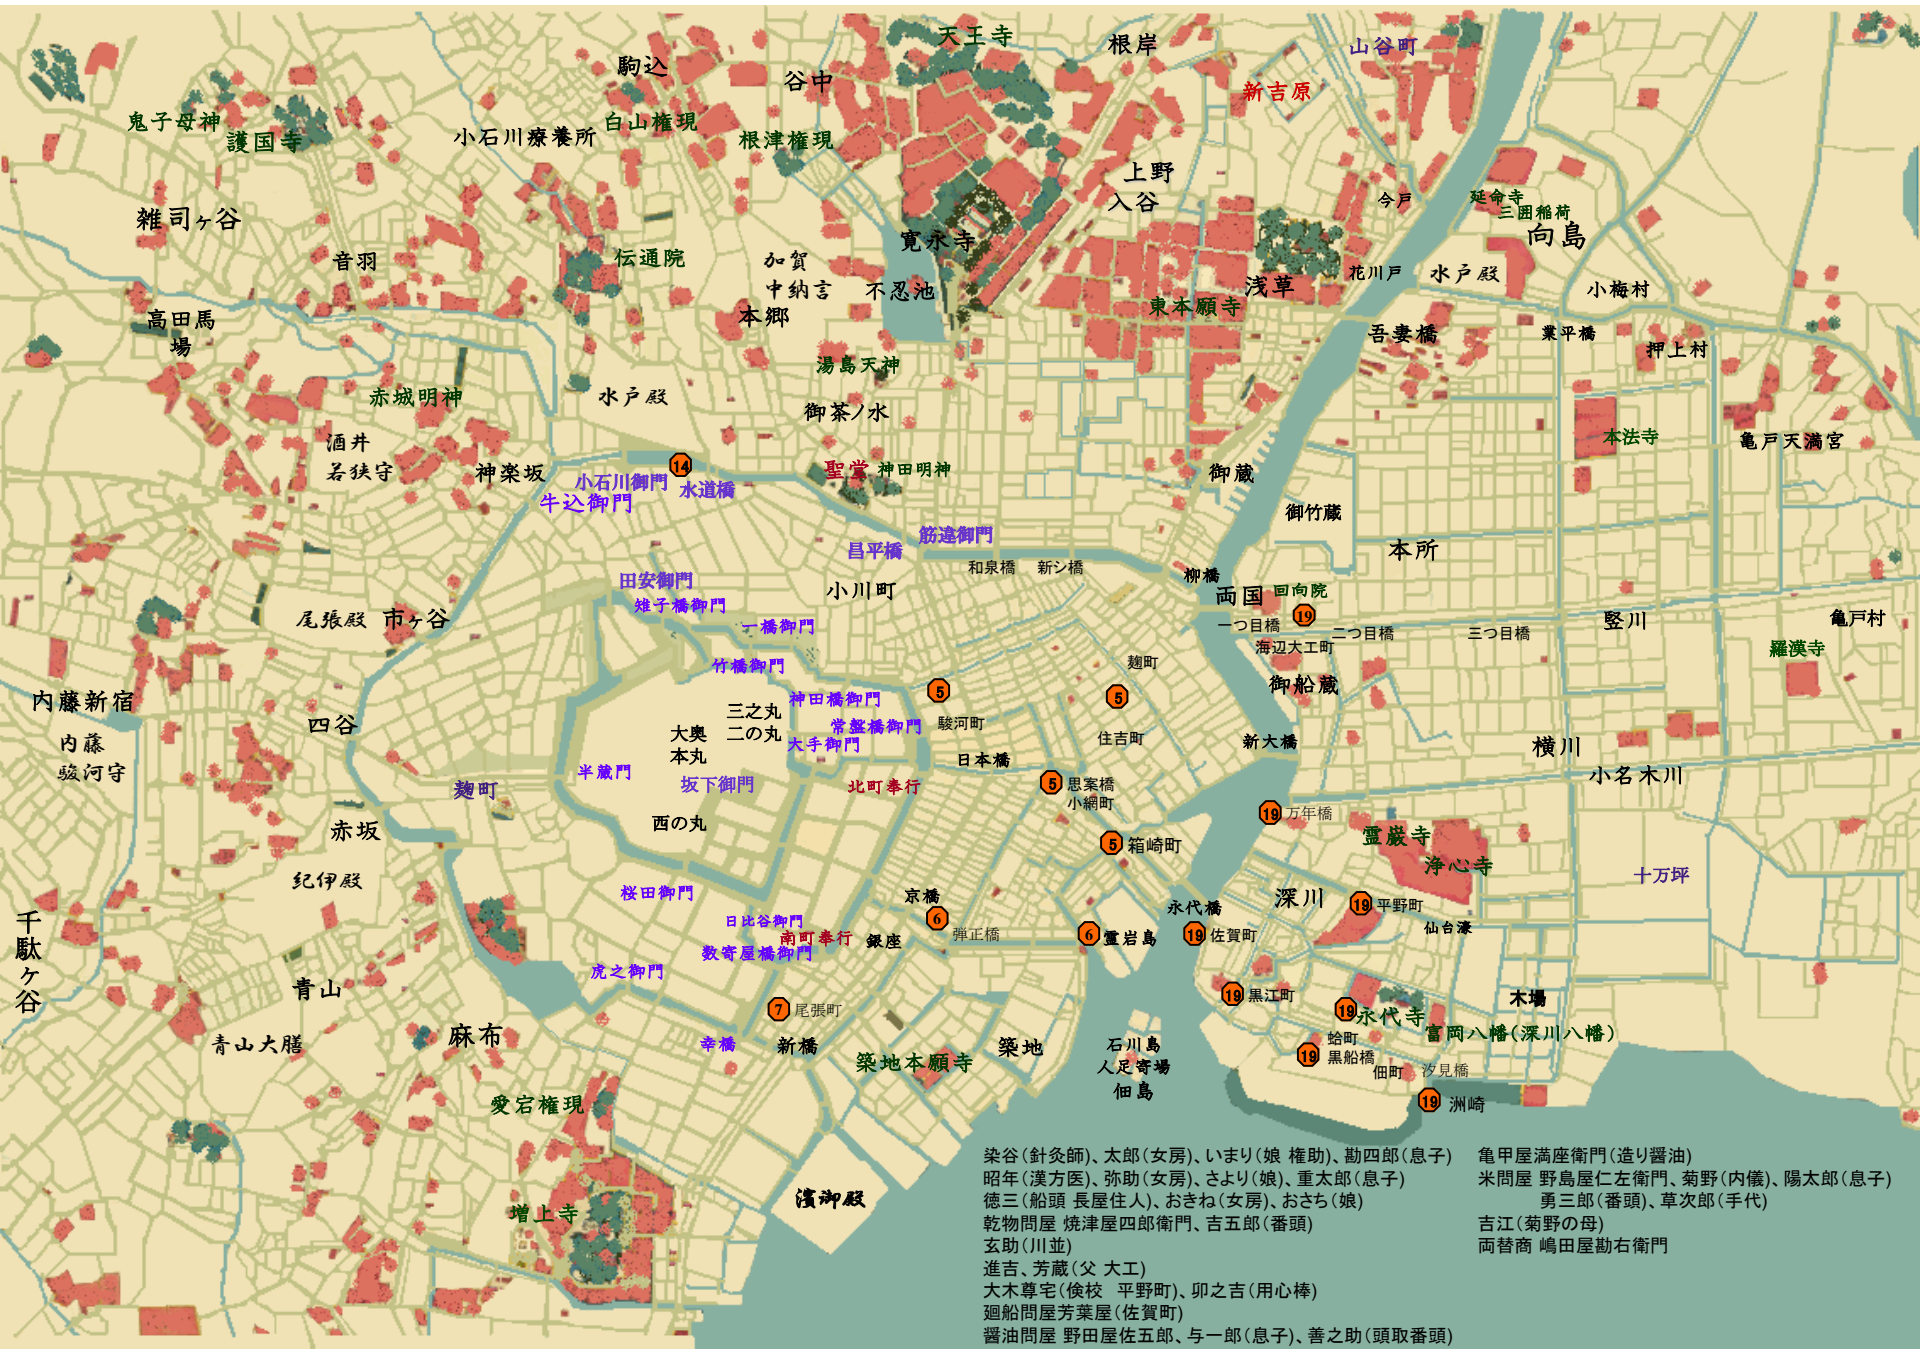 天王寺
根岸
山谷町
駒込
谷中
新吉原
鬼子母神
護国寺
小石川療養所
白山権現
根津権現
上野
入谷
今戸
延命寺
三囲稲荷
向島
雑司ヶ谷
音羽
伝通院
加賀
中納言
寛永寺
不忍池
浅草
花川戸
水戸殿
小梅村
高田馬
場
本郷
東本願寺
吾妻橋
業平橋
押上村
湯島天神
赤城明神
水戸殿
御茶ノ水
酒井
若狭守
神楽坂
聖堂
神田明神
御蔵
本法寺
亀戸天満宮
14
小石川御門
水道橋
牛込御門
御竹蔵
昌平橋
筋違御門
和泉橋
新シ橋
柳橋
本所
田安御門
雉子橋御門
小川町
両国
回向院
19
尾張殿
市ヶ谷
一橋御門
一つ目橋
二つ目橋
三つ目橋
竪川
亀戸村
海辺大工町
羅漢寺
竹橋御門
麹町
御船蔵
内藤新宿
内藤
駿河守
四谷
神田橋御門
5
5
三之丸
二の丸
常盤橋御門
駿河町
大奥
本丸
大手御門
住吉町
新大橋
横川
日本橋
半蔵門
坂下御門
北町奉行
5
思案橋
小網町
小名木川
麹町
西の丸
19
万年橋
赤坂
5
箱崎町
霊巌寺
浄心寺
紀伊殿
桜田御門
京橋
永代橋
深川
19
平野町
十万坪
千駄ヶ谷
日比谷御門
南町奉行
銀座
6
弾正橋
6
霊岩島
19
佐賀町
仙台濠
数寄屋橋御門
虎之御門
青山
7
尾張町
19
黒江町
19
永代寺
木場
青山大膳
麻布
幸橋
新橋
築地
石川島
人足寄場
佃島
蛤町
富岡八幡(深川八幡)
19
黒船橋
築地本願寺
佃町
汐見橋
愛宕権現
19
洲崎
増上寺
濱御殿
染谷(針灸師)、太郎(女房)、いまり(娘 権助)、勘四郎(息子)
昭年(漢方医)、弥助(女房)、さより(娘)、重太郎(息子)
徳三(船頭 長屋住人)、おきね(女房)、おさち(娘)
乾物問屋 焼津屋四郎衛門、吉五郎(番頭)
玄助(川並)
進吉、芳蔵(父 大工)
大木尊宅(倹校　平野町)、卯之吉(用心棒)
廻船問屋芳葉屋(佐賀町)
醤油問屋 野田屋佐五郎、与一郎(息子)、善之助(頭取番頭)
亀甲屋満座衛門(造り醤油)
米問屋 野島屋仁左衛門、菊野(内儀)、陽太郎(息子)
勇三郎(番頭)、草次郎(手代)
吉江(菊野の母)
両替商 嶋田屋勘右衛門